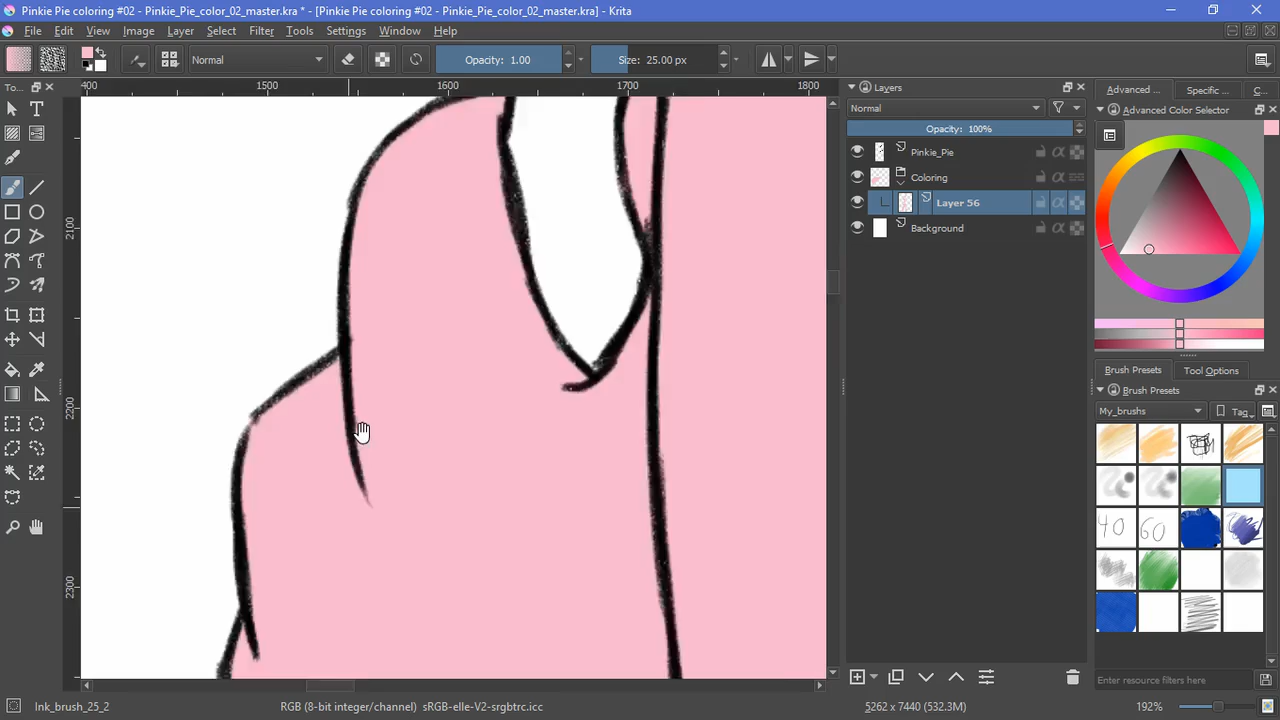 Pinkie Pie coloring #02 - Pinkie_Pie_color_02_master.kra * - [Pinkie Pie coloring #02 - Pinkie_Pie_color_02_master.kra] - Krita
File Edit View Image Layer Select Filter Tools Settings Window Help
Normal Opacity: 1.00 Size: 25.00 px
To...
400 1500 1600 1700 1800
2100
2200
2300
Layers
Normal
Opacity: 100%
Pinkie_Pie
Coloring
Layer 56
Background
Advanced ... Specific ... C...
Advanced Color Selector
Brush Presets Tool Options
Brush Presets
My_brushes Tag
40 60
Enter resource filters here
Ink_brush_25_2 RGB (8-bit integer/channel) sRGB-elle-V2-srgbtrc.icc 5262 x 7440 (532.3M) 192%